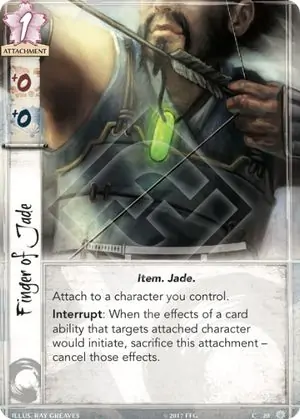 1
ATTACHMENT
+0
+0
Finger of Jade
Item. Jade.
Attach to a character you control.
Interrupt: When the effects of a card
ability that targets attached character
would initiate, sacrifice this attachment –
cancel those effects.
ILLUS. RAY GREAVES
©2017 FFG
C